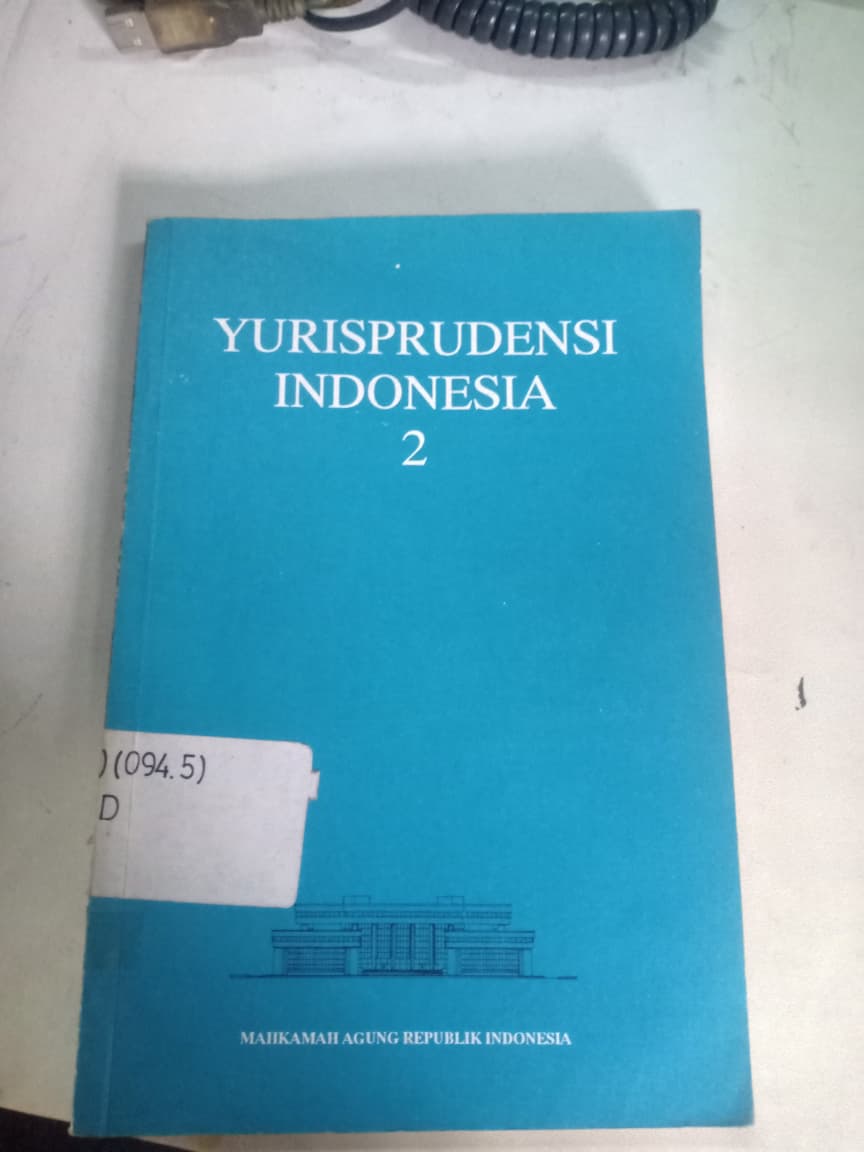 YURISPRUDENSI
INDONESIA
2
)(094.5)
D
MAHKAMAH AGUNG REPUBLIK INDONESIA